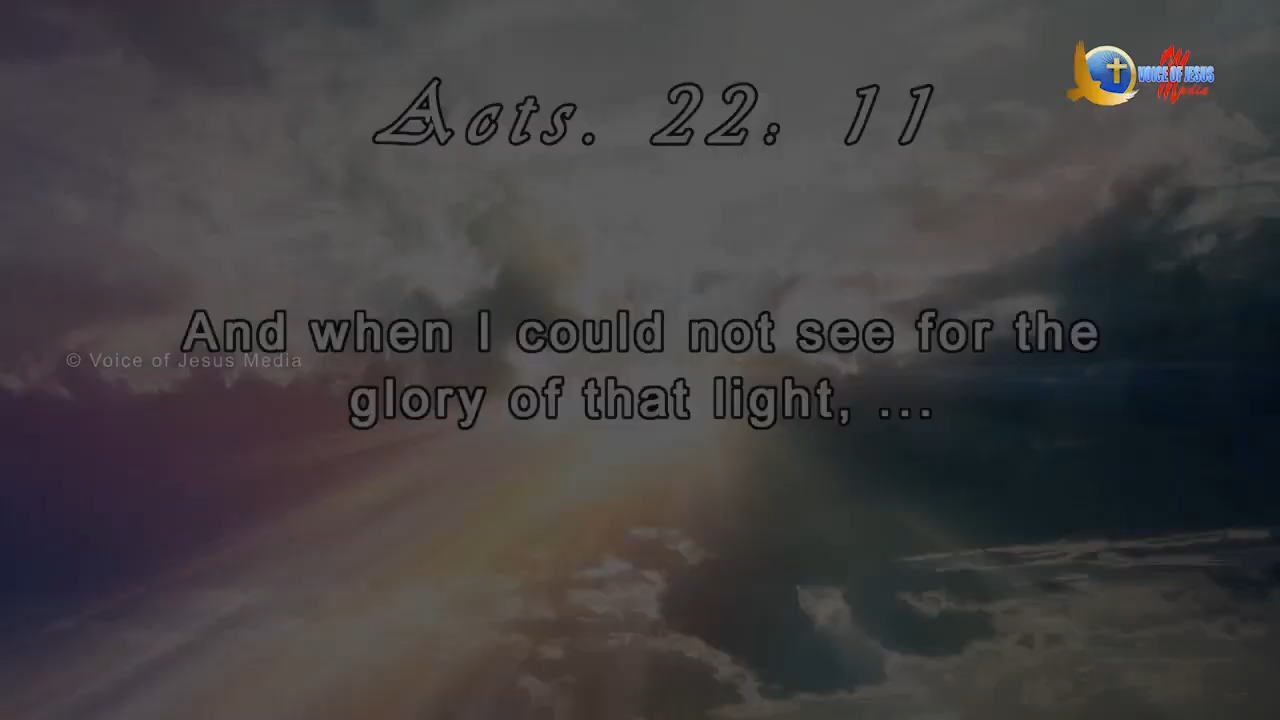 VOICE OF JESUS
Media
Acts. 22: 11
And when I could not see for the
© Voice of Jesus Media
glory of that light, ...